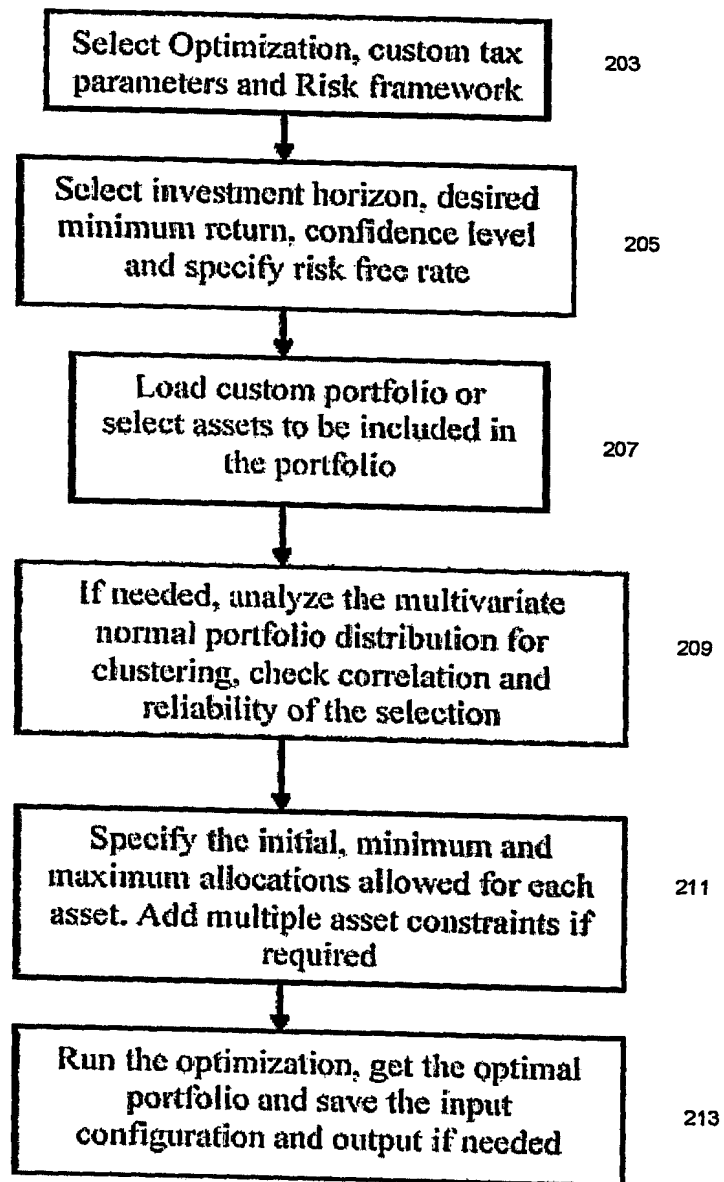 Select Optimization, custom tax
parameters and Risk framework
203
Select investment horizon, desired
minimum return, confidence level
and specify risk free rate
205
Load custom portfolio or
select assets to be included in
the portfolio
207
If needed, analyze the multivariate
normal portfolio distribution for
clustering, check correlation and
reliability of the selection
209
Specify the initial, minimum and
maximum allocations allowed for each
asset. Add multiple asset constraints if
required
211
Run the optimization, get the optimal
portfolio and save the input
configuration and output if needed
213